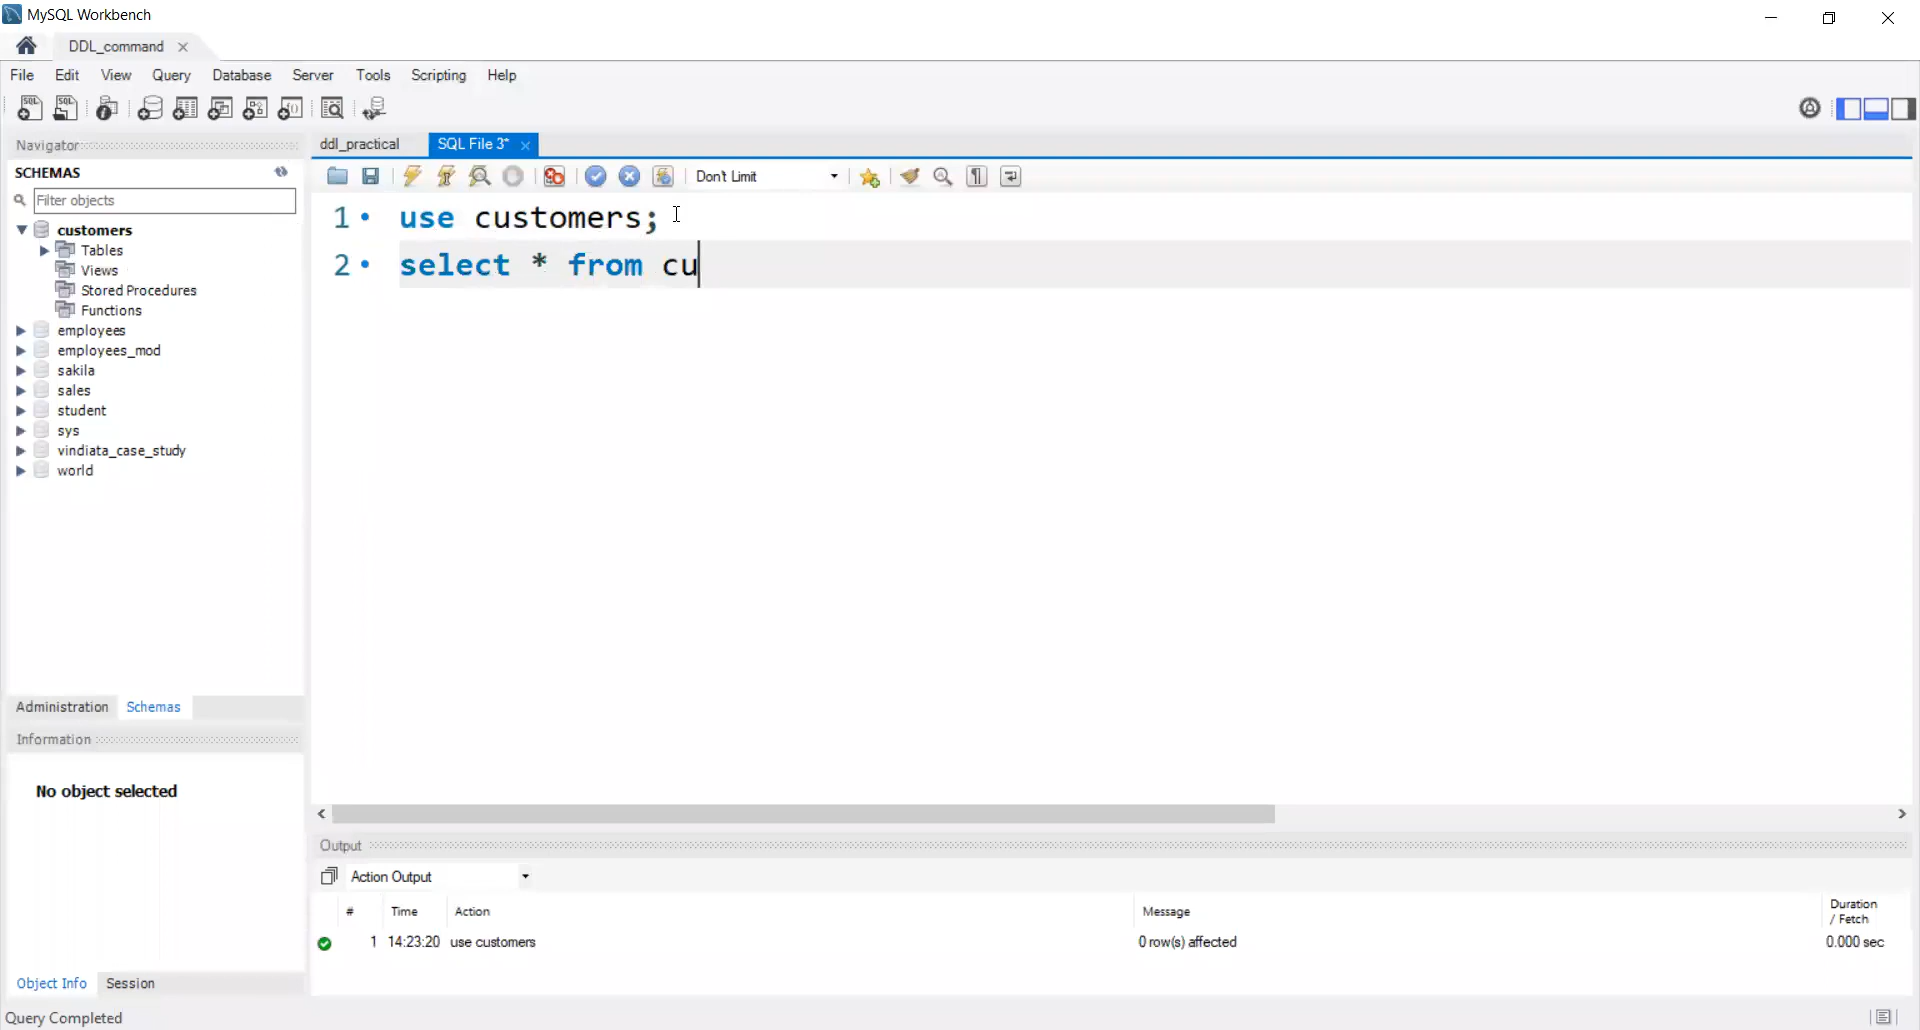 MySQL Workbench
DDL_command
File Edit View Query Database Server Tools Scripting Help
Navigator
SCHEMAS
Filter objects
customers
Tables
Views
Stored Procedures
Functions
employees
employees_mod
sakila
sales
student
sys
vindiata_case_study
world
Administration Schemas
Information
No object selected
Object Info Session
ddl_practical SQL File 3*
Don't Limit
1 use customers;
2 select * from cu
Output
Action Output
# Time Action Message Duration / Fetch
1 14:23:20 use customers 0 row(s) affected 0.000 sec
Query Completed